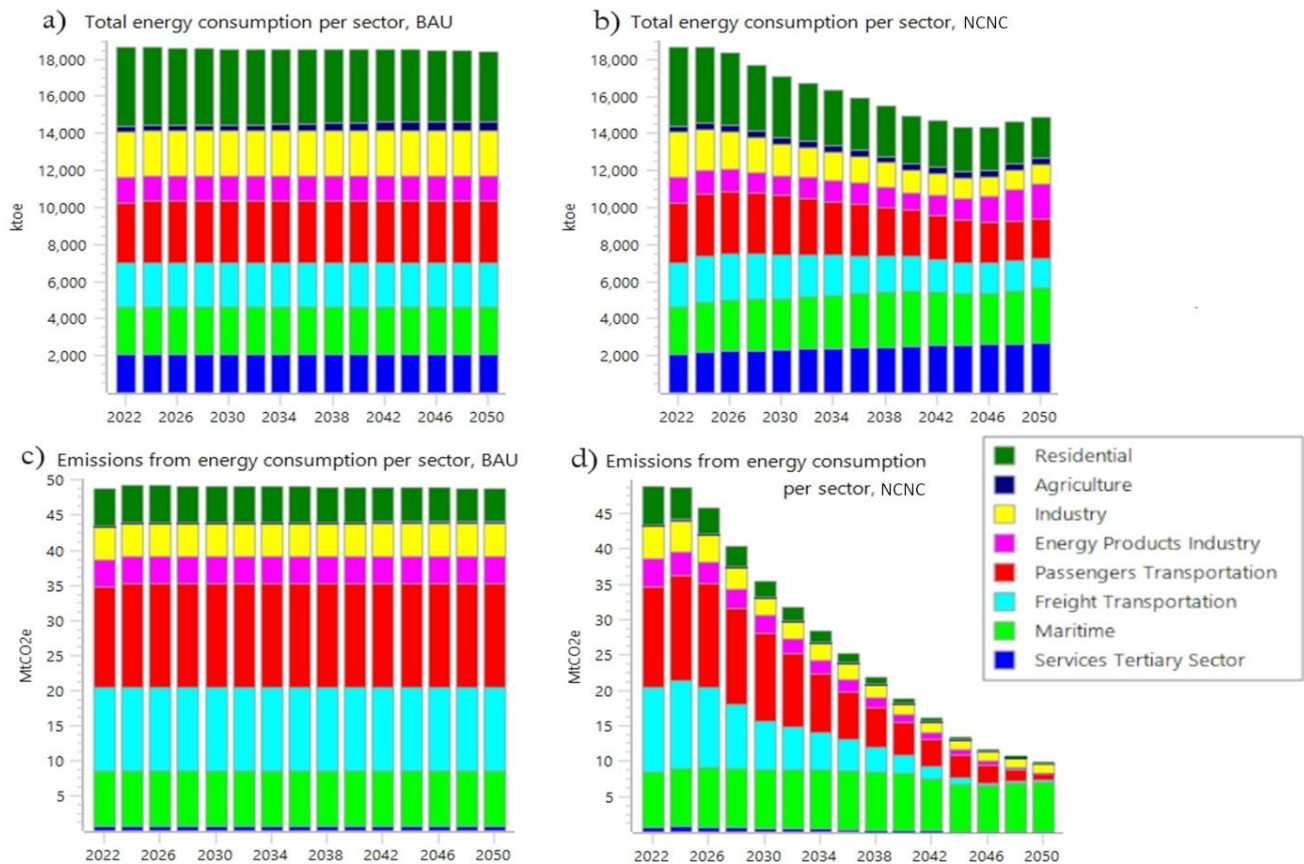 a) Total energy consumption per sector, BAU
ktoe
18,000
16,000
14,000
12,000
10,000
8,000
6,000
4,000
2,000
2022 2026 2030 2034 2038 2042 2046 2050
b) Total energy consumption per sector, NCNC
ktoe
18,000
16,000
14,000
12,000
10,000
8,000
6,000
4,000
2,000
2022 2026 2030 2034 2038 2042 2046 2050
c) Emissions from energy consumption per sector, BAU
MtCO2e
50
45
40
35
30
25
20
15
10
5
2022 2026 2030 2034 2038 2042 2046 2050
d) Emissions from energy consumption
per sector, NCNC
MtCO2e
45
40
35
30
25
20
15
10
5
2022 2026 2030 2034 2038 2042 2046 2050
Residential
Agriculture
Industry
Energy Products Industry
Passengers Transportation
Freight Transportation
Maritime
Services Tertiary Sector